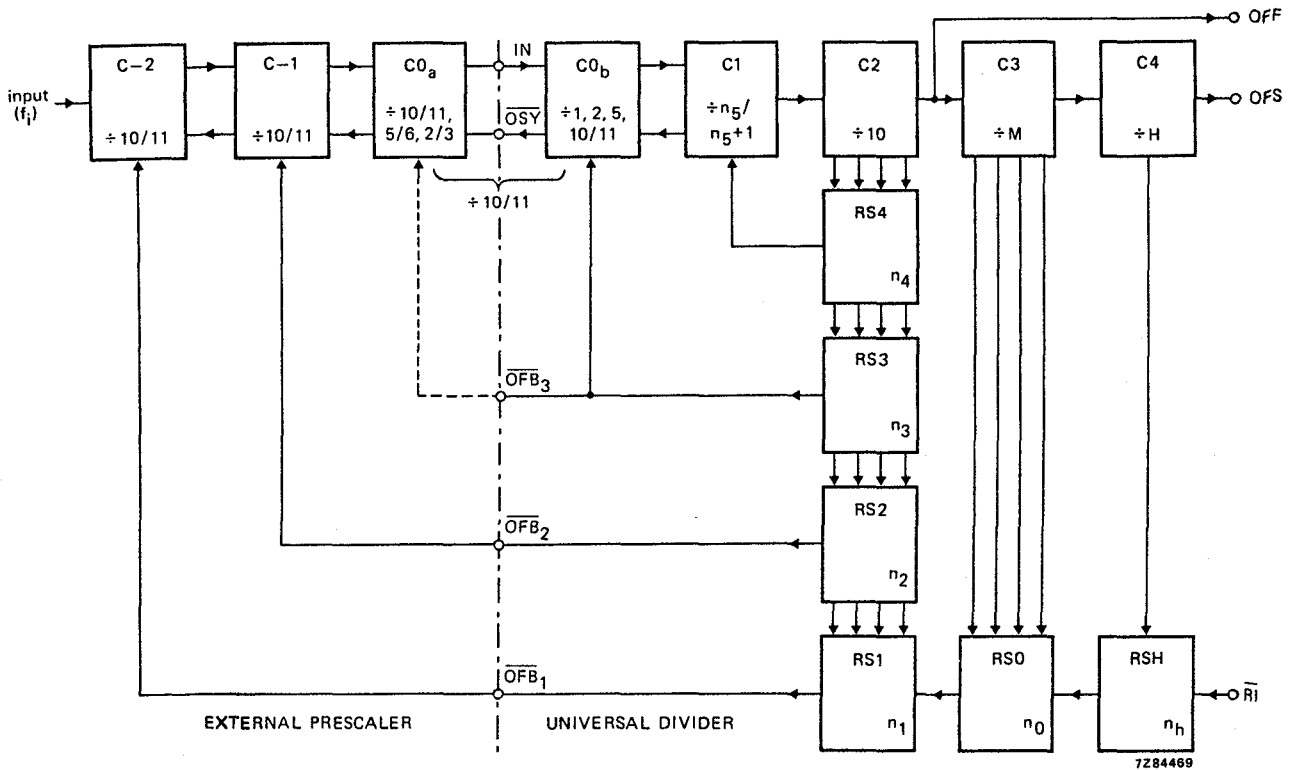 OFF
C-2
÷10/11
C-1
÷10/11
C0a
÷10/11,
5/6, 2/3
IN
OSY
C0b
÷1, 2, 5,
10/11
C1
÷n5/
n5+1
C2
÷10
C3
÷M
C4
÷H
OFS
input
(fi)
÷10/11
RS4
n4
OFB3
RS3
n3
OFB2
RS2
n2
OFB1
RS1
n1
RS0
n0
RSH
nh
RI
EXTERNAL PRESCALER
UNIVERSAL DIVIDER
7Z84469